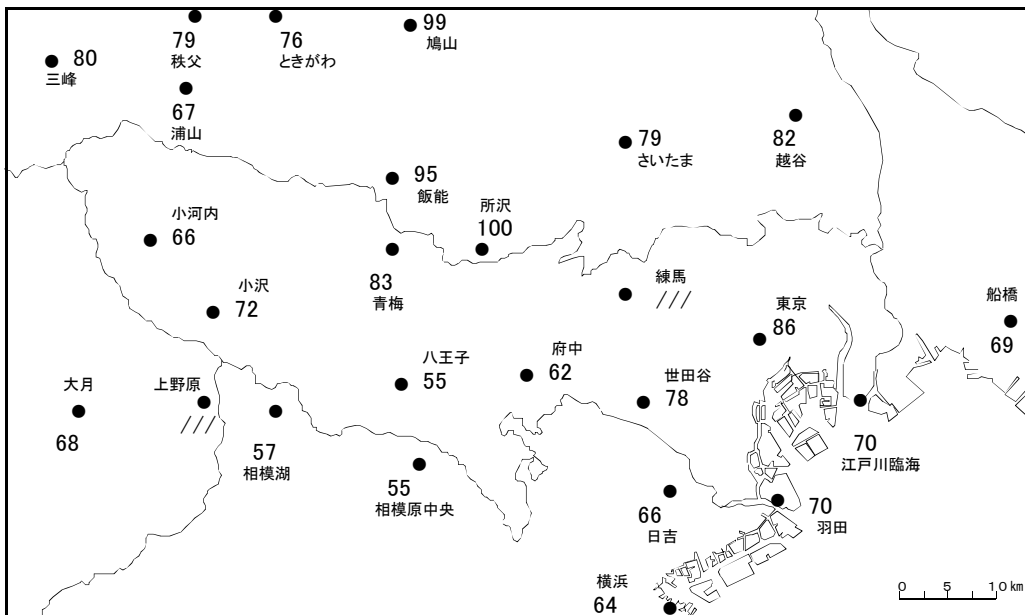 99
鳩山
79
秩父
76
ときがわ
80
三峰
67
浦山
82
越谷
79
さいたま
95
飯能
所沢
100
小河内
66
83
青梅
練馬
///
小沢
72
東京
86
船橋
69
八王子
55
府中
62
世田谷
78
大月
68
上野原
///
57
相模湖
70
江戸川臨海
55
相模原中央
66
日吉
70
羽田
横浜
64
0 5 10km